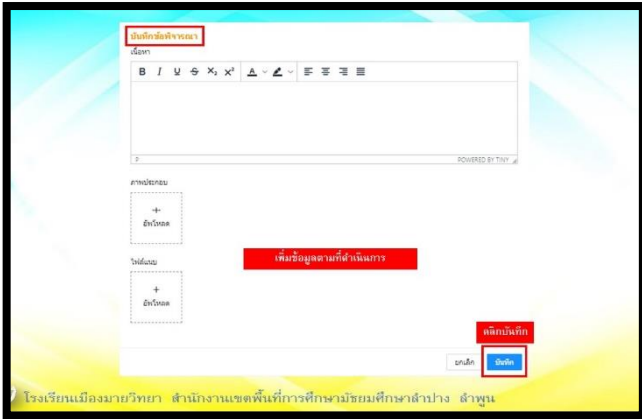 บันทึกข้อพิจารณา
เนื้อหา
B I U S X₂ X² A
P
POWERED BY TINY
ภาพประกอบ
+
อัพโหลด
เพิ่มข้อมูลตามที่ดำเนินการ
ไฟล์แนบ
+
อัพโหลด
คลิกบันทึก
ยกเลิก บันทึก
โรงเรียนเมืองมายวิทยา สำนักงานเขตพื้นที่การศึกษามัธยมศึกษาลำปาง ลำพูน